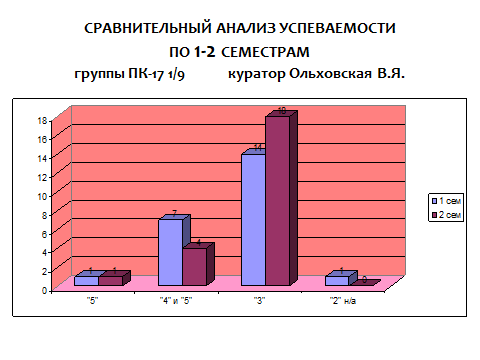 СРАВНИТЕЛЬНЫЙ АНАЛИЗ УСПЕВАЕМОСТИ
ПО 1-2 СЕМЕСТРАМ
группы ПК-17 1/9 куратор Ольховская В.Я.
18
16
14
12
10
8
6
4
2
0
1 1
7 4
14 18
1 0
"5" "4" и "5" "3" "2" н/а
1 сем
2 сем